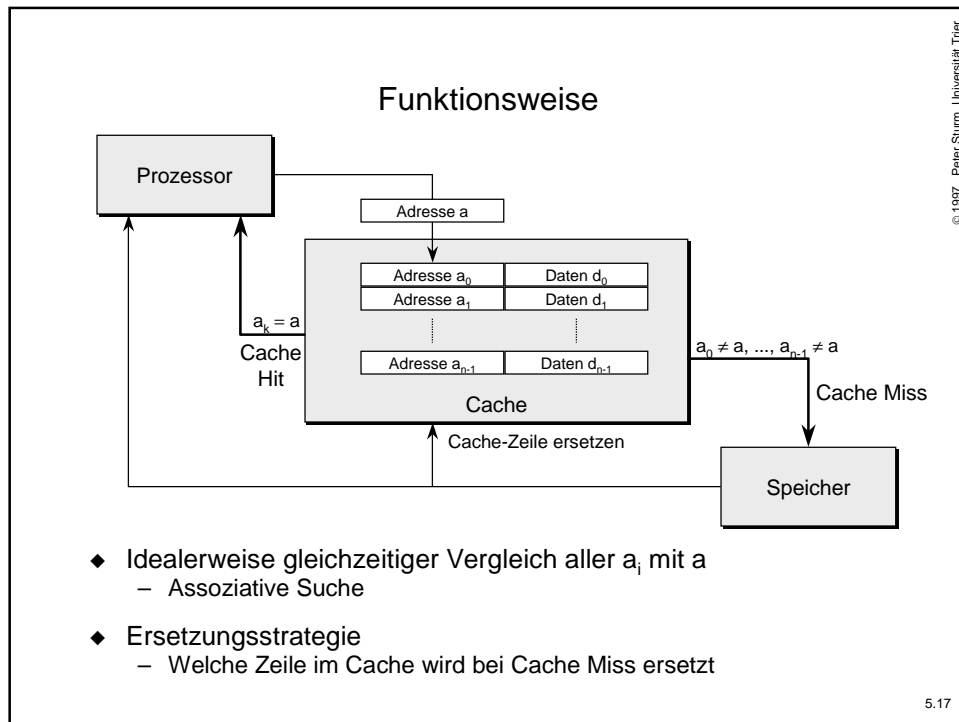 © 1997, Peter Sturm, Universität Trier
Funktionsweise
Prozessor
Adresse a
Adresse a₀ Daten d₀
Adresse a₁ Daten d₁
Adresse aₙ₋₁ Daten dₙ₋₁
Cache
aₖ = a
Cache
Hit
a₀ ≠ a, ..., aₙ₋₁ ≠ a
Cache Miss
Cache-Zeile ersetzen
Speicher
◆ Idealerweise gleichzeitiger Vergleich aller aᵢ mit a
– Assoziative Suche
◆ Ersetzungsstrategie
– Welche Zeile im Cache wird bei Cache Miss ersetzt
5.17